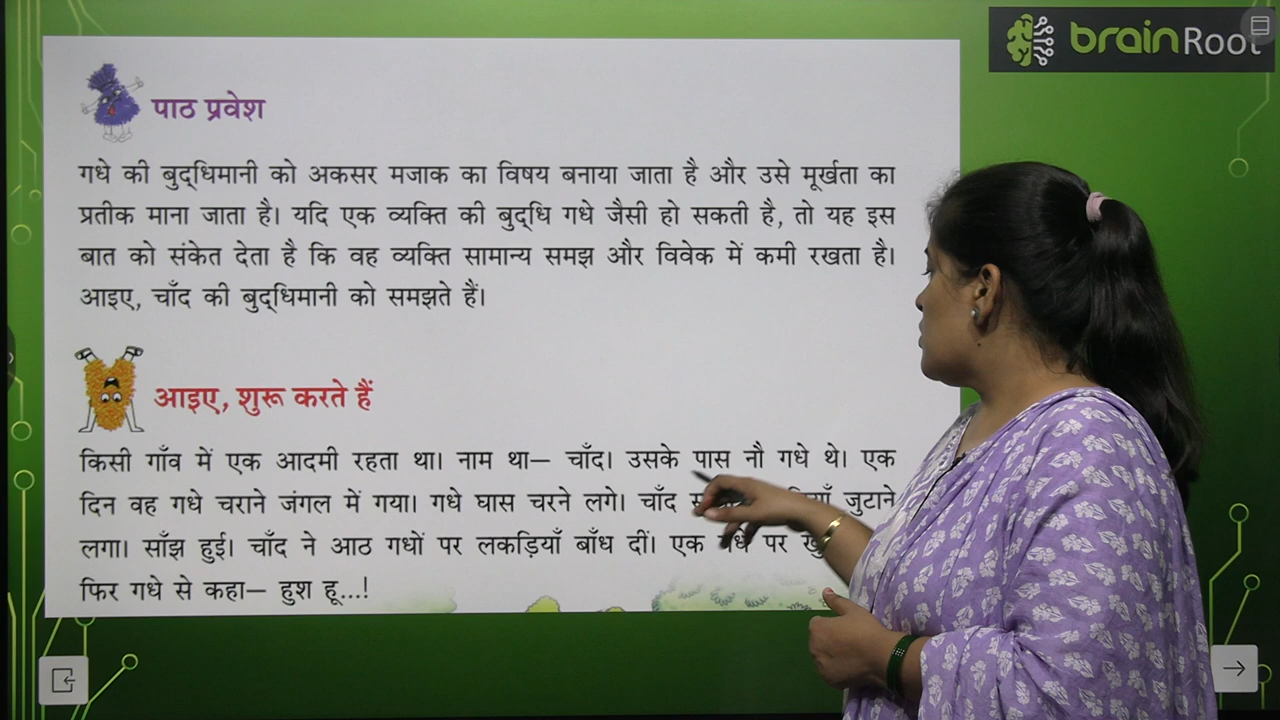 brainRoot
पाठ प्रवेश
गधे की बुद्धिमानी को अकसर मजाक का विषय बनाया जाता है और उसे मूर्खता का
प्रतीक माना जाता है। यदि एक व्यक्ति की बुद्धि गधे जैसी हो सकती है, तो यह इस
बात को संकेत देता है कि वह व्यक्ति सामान्य समझ और विवेक में कमी रखता है।
आइए, चाँद की बुद्धिमानी को समझते हैं।
आइए, शुरू करते हैं
किसी गाँव में एक आदमी रहता था। नाम था— चाँद। उसके पास नौ गधे थे। एक
दिन वह गधे चराने जंगल में गया। गधे घास चरने लगे। चाँद जुटाने
लगा। साँझ हुई। चाँद ने आठ गधों पर लकड़ियाँ बाँध दीं। एक गधे पर
फिर गधे से कहा— हुश हू...!